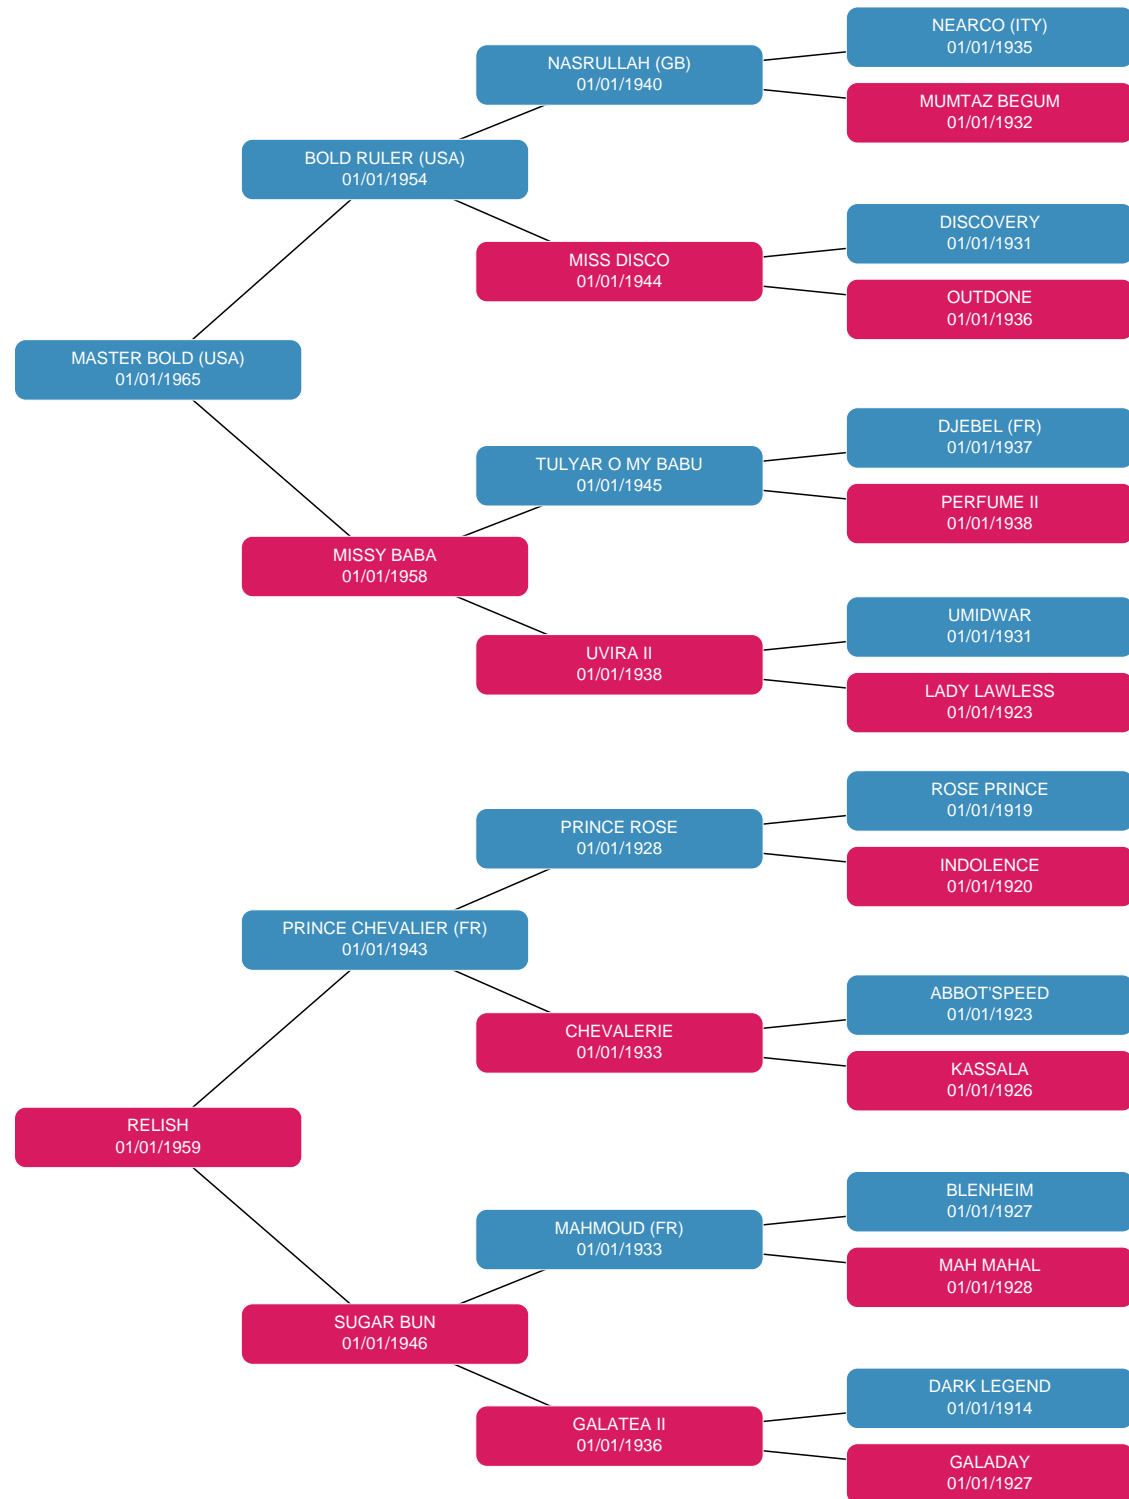 NEARCO (ITY)
01/01/1935
NASRULLAH (GB)
01/01/1940
MUMTAZ BEGUM
01/01/1932
BOLD RULER (USA)
01/01/1954
DISCOVERY
01/01/1931
MISS DISCO
01/01/1944
OUTDONE
01/01/1936
MASTER BOLD (USA)
01/01/1965
DJEBEL (FR)
01/01/1937
TULYAR O MY BABU
01/01/1945
PERFUME II
01/01/1938
MISSY BABA
01/01/1958
UMIDWAR
01/01/1931
UVIRA II
01/01/1938
LADY LAWLESS
01/01/1923
ROSE PRINCE
01/01/1919
PRINCE ROSE
01/01/1928
INDOLENCE
01/01/1920
PRINCE CHEVALIER (FR)
01/01/1943
ABBOT'SPEED
01/01/1923
CHEVALERIE
01/01/1933
KASSALA
01/01/1926
RELISH
01/01/1959
BLENHEIM
01/01/1927
MAHMOUD (FR)
01/01/1933
MAH MAHAL
01/01/1928
SUGAR BUN
01/01/1946
DARK LEGEND
01/01/1914
GALATEA II
01/01/1936
GALADAY
01/01/1927